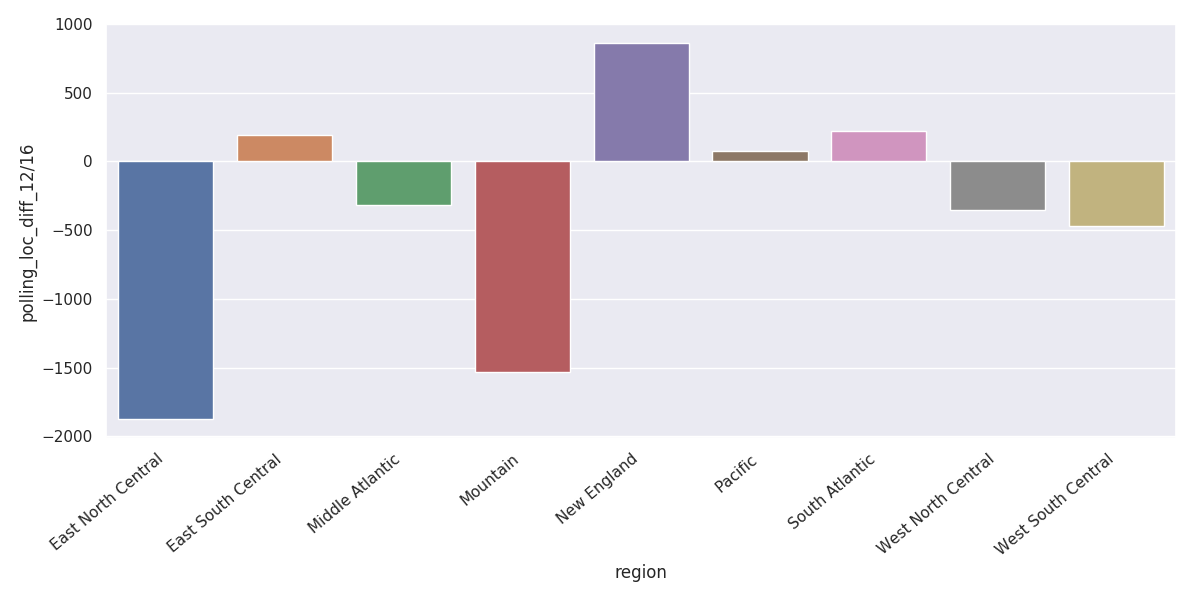 1000
500
0
−500
−1000
−1500
−2000
polling_loc_diff_12/16
East North Central
East South Central
Middle Atlantic
Mountain
New England
Pacific
South Atlantic
West North Central
West South Central
region